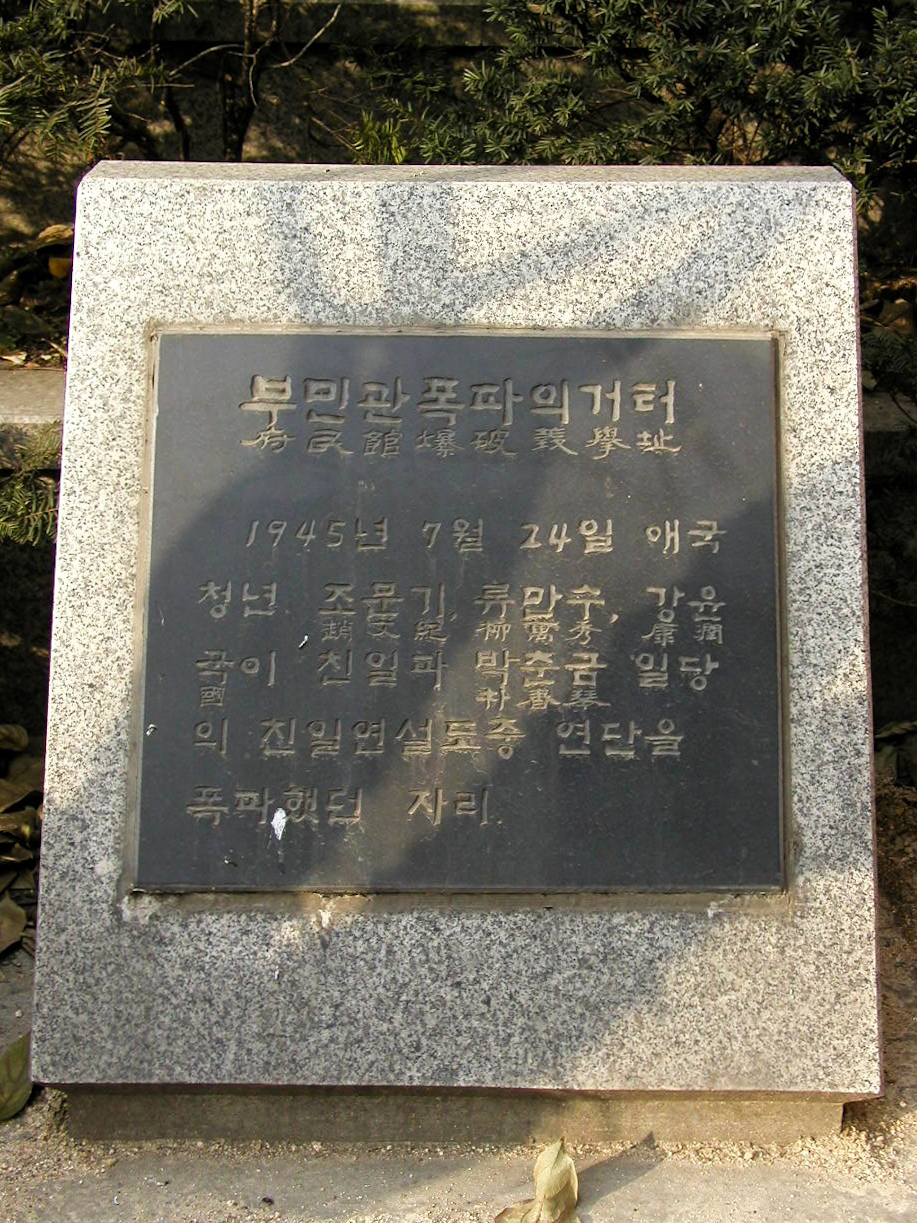 부민관폭파의거터
府民館爆破義擧址
1945년 7월 24일 애국
청년 조문기, 류만수, 강윤
趙文紀 柳萬秀 康潤
국이 친일파 박춘금 일당
國 朴春琴
의 친일연설도중 연단을
폭파했던 자리